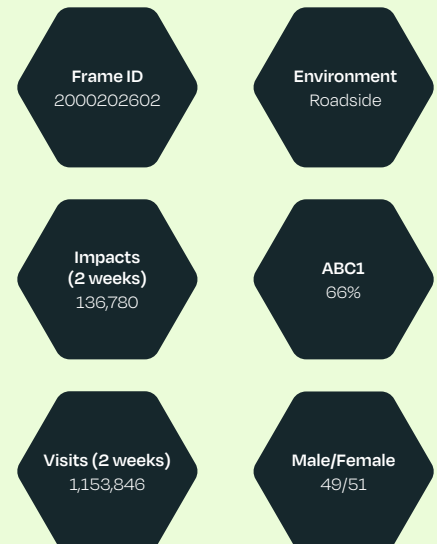 Frame ID
2000202602
Environment
Roadside
Impacts
(2 weeks)
136,780
ABC1
66%
Visits (2 weeks)
1,153,846
Male/Female
49/51